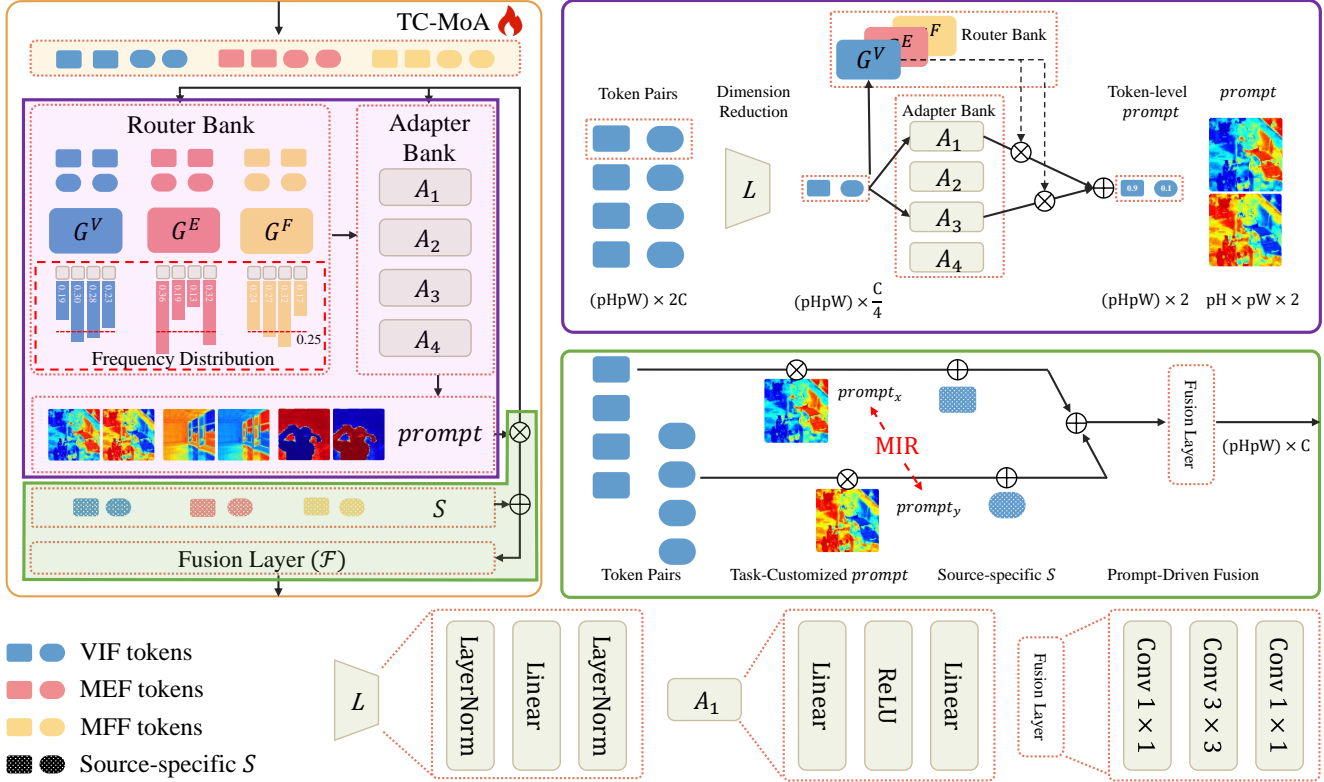 TC-MoA
Router Bank
Adapter
Bank
G^V
G^E
G^F
A_1
A_2
A_3
A_4
0.19
0.30
0.28
0.23
0.36
0.19
0.13
0.32
0.24
0.27
0.32
0.17
0.25
Frequency Distribution
prompt
S
Fusion Layer (ℱ)
Token Pairs
Dimension
Reduction
L
G^V
E
F
Router Bank
Adapter Bank
A_1
A_2
A_3
A_4
Token-level
prompt
prompt
0.9
0.1
(pHpW) × 2C
(pHpW) × C/4
(pHpW) × 2
pH × pW × 2
prompt_x
MIR
prompt_y
Fusion Layer
(pHpW) × C
Token Pairs
Task-Customized prompt
Source-specific S
Prompt-Driven Fusion
VIF tokens
MEF tokens
MFF tokens
Source-specific S
L
LayerNorm
Linear
LayerNorm
A_1
Linear
ReLU
Linear
Fusion Layer
Conv 1 × 1
Conv 3 × 3
Conv 1 × 1